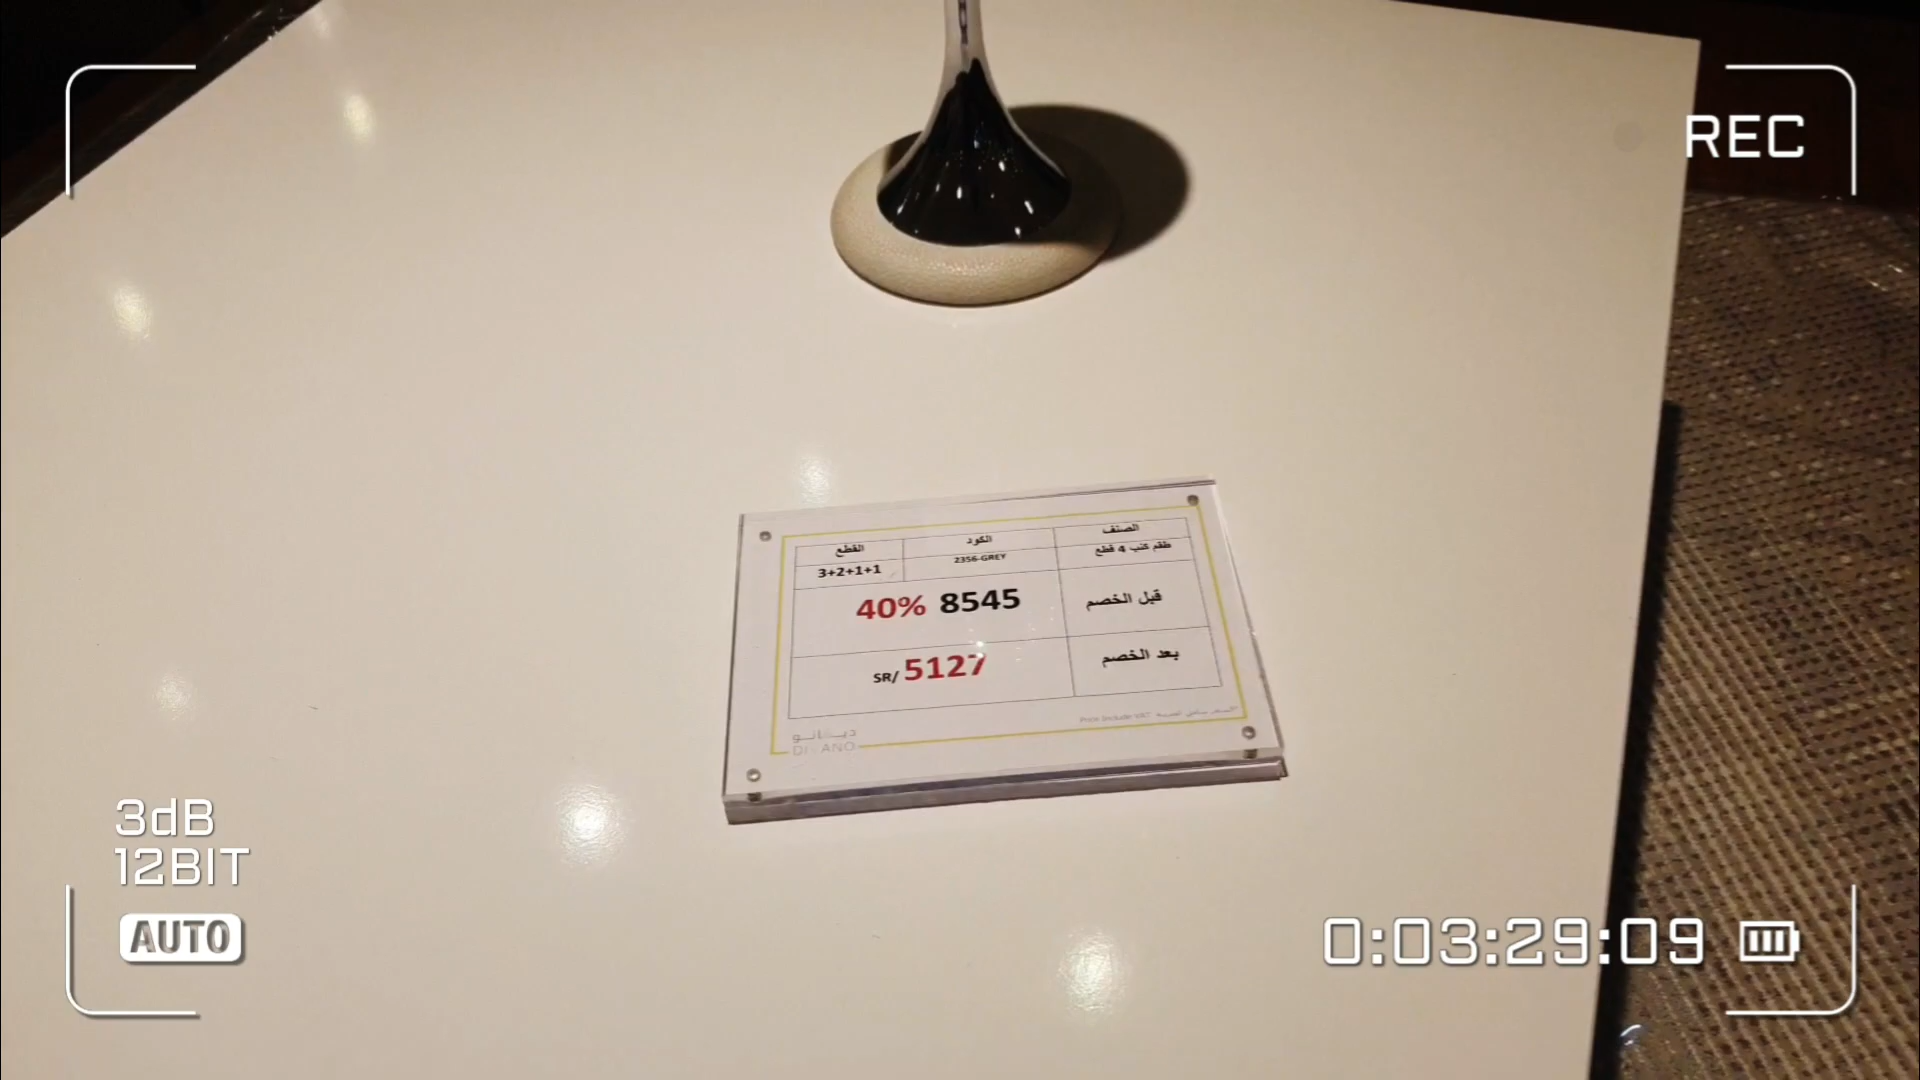 REC
الصنف الكود القطع
طقم كنب 4 قطع 2356-GREY 3+2+1+1
قبل الخصم 8545 40%
بعد الخصم SR/ 5127
Price Include VAT
3dB
12BIT
AUTO
0:03:29:09